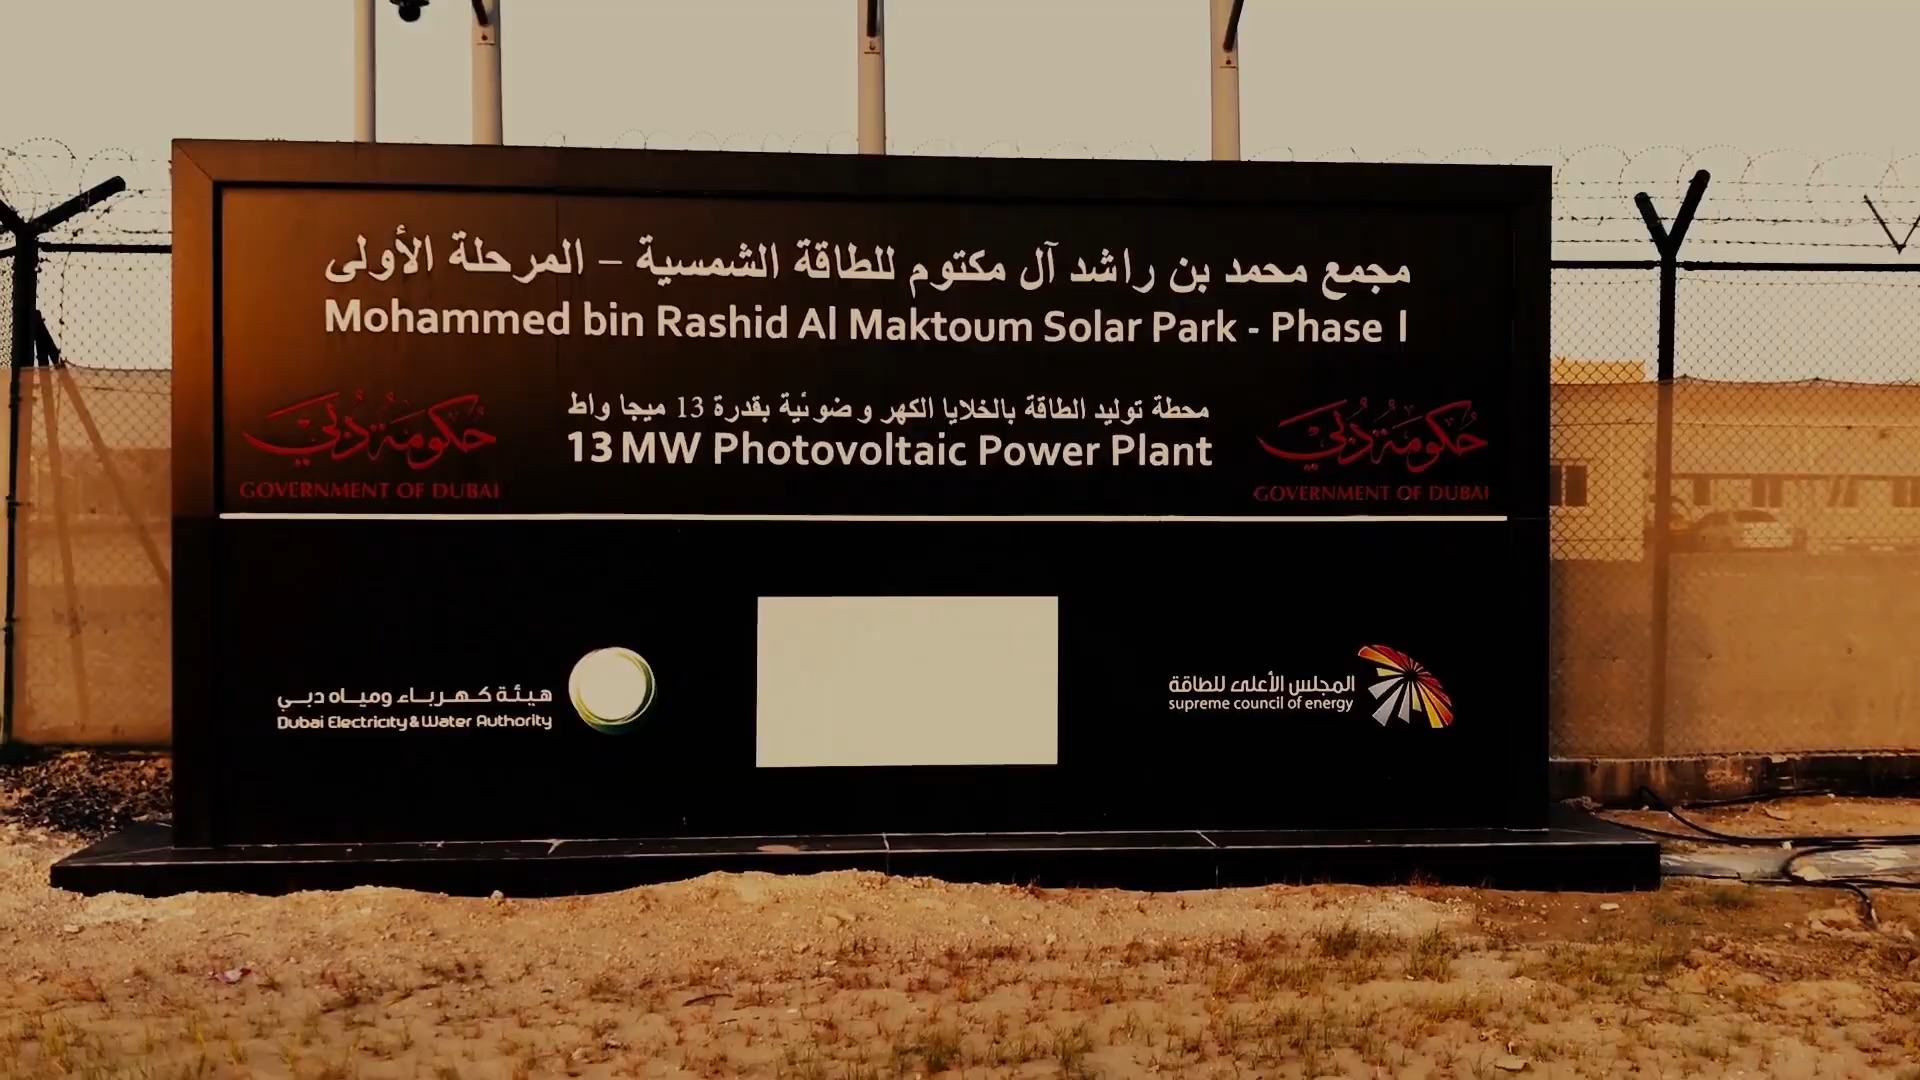 مجمع محمد بن راشد آل مكتوم للطاقة الشمسية – المرحلة الأولى
Mohammed bin Rashid Al Maktoum Solar Park - Phase I
محطة توليد الطاقة بالخلايا الكهروضوئية بقدرة 13 ميجا واط
13 MW Photovoltaic Power Plant
حكومة دبي
GOVERNMENT OF DUBAI
حكومة دبي
GOVERNMENT OF DUBAI
هيئة كهرباء ومياه دبي
Dubai Electricity & Water Authority
المجلس الأعلى للطاقة
supreme council of energy